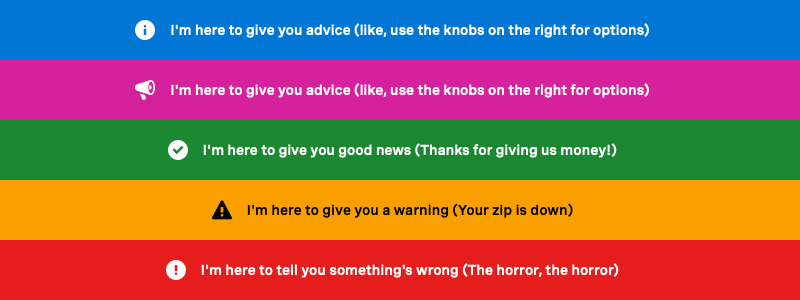 I'm here to give you advice (like, use the knobs on the right for options)
I'm here to give you advice (like, use the knobs on the right for options)
I'm here to give you good news (Thanks for giving us money!)
I'm here to give you a warning (Your zip is down)
I'm here to tell you something's wrong (The horror, the horror)